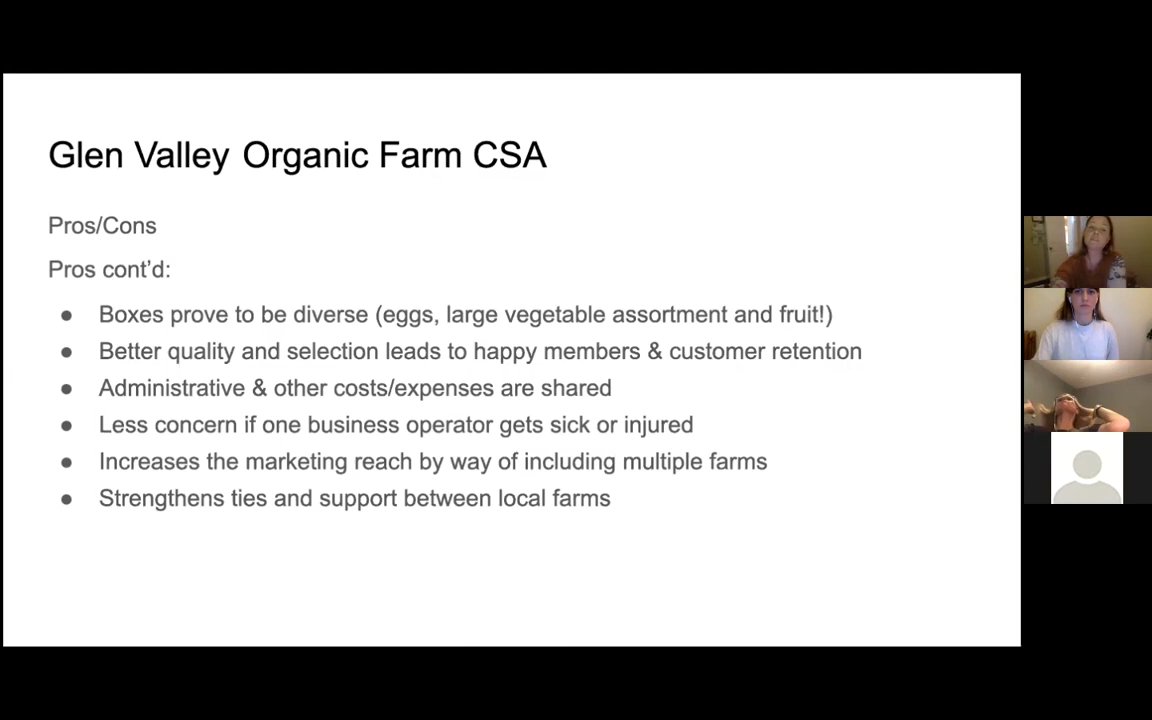 Glen Valley Organic Farm CSA
Pros/Cons
Pros cont’d:
● Boxes prove to be diverse (eggs, large vegetable assortment and fruit!)
● Better quality and selection leads to happy members & customer retention
● Administrative & other costs/expenses are shared
● Less concern if one business operator gets sick or injured
● Increases the marketing reach by way of including multiple farms
● Strengthens ties and support between local farms